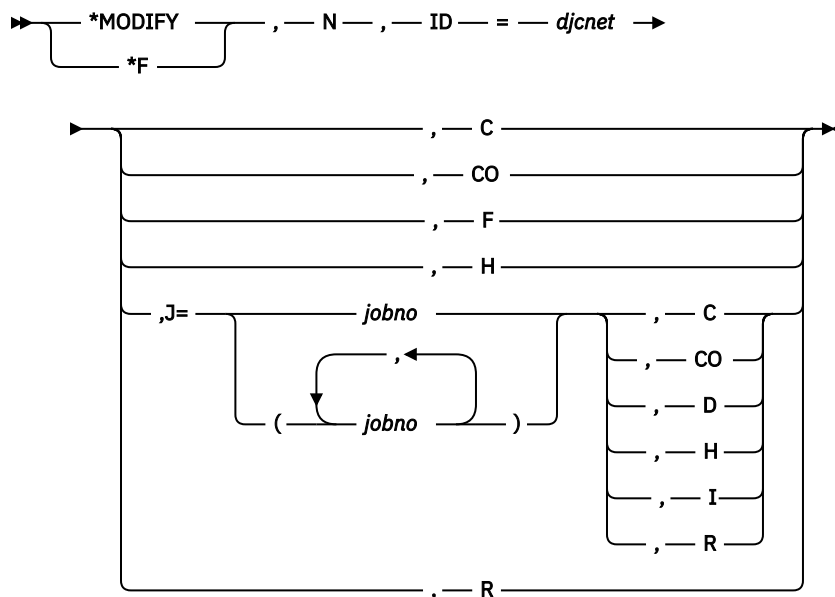 *MODIFY , N , ID = djcnet
*F
, C
, CO
, F
, H
,J= jobno , C
, , CO
( jobno ) , D
, H
, I
, R
, R